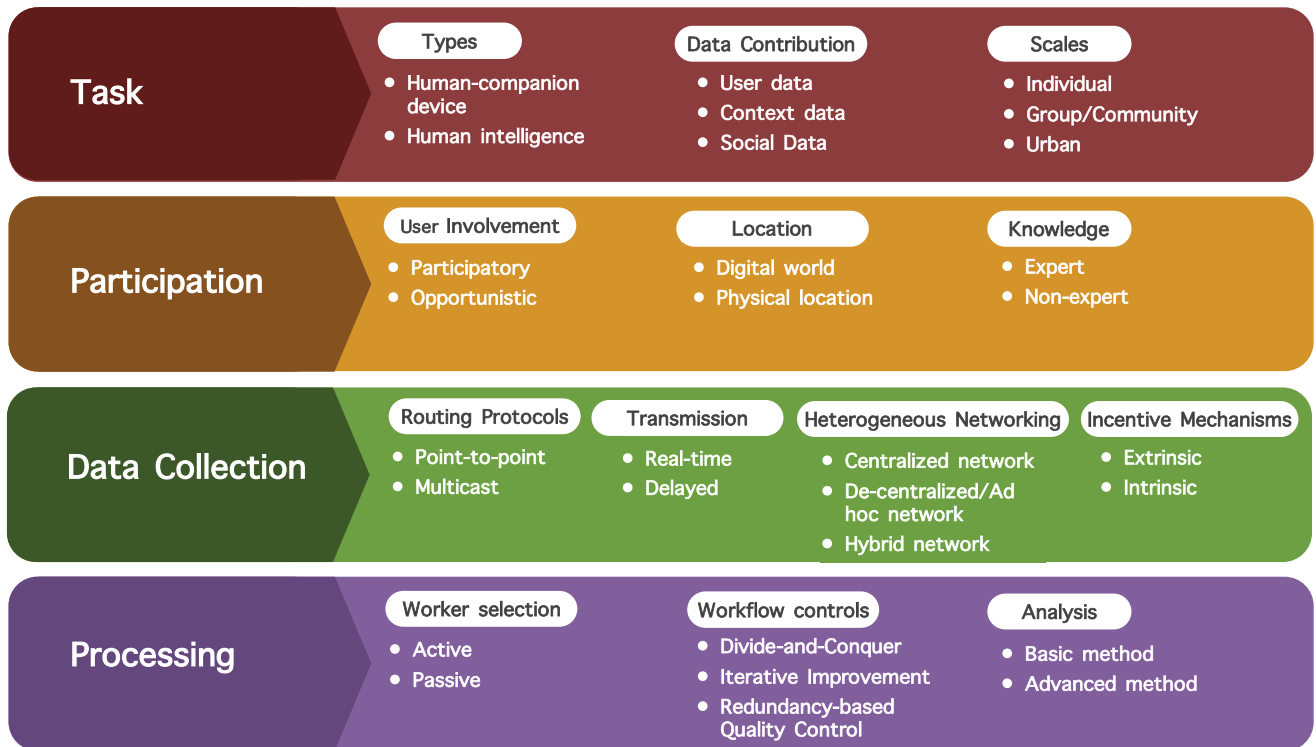 Task
Types
Human-companion
device
Human intelligence
Data Contribution
User data
Context data
Social Data
Scales
Individual
Group/Community
Urban
Participation
User Involvement
Participatory
Opportunistic
Location
Digital world
Physical location
Knowledge
Expert
Non-expert
Data Collection
Routing Protocols
Point-to-point
Multicast
Transmission
Real-time
Delayed
Heterogeneous Networking
Centralized network
De-centralized/Ad
hoc network
Hybrid network
Incentive Mechanisms
Extrinsic
Intrinsic
Processing
Worker selection
Active
Passive
Workflow controls
Divide-and-Conquer
Iterative Improvement
Redundancy-based
Quality Control
Analysis
Basic method
Advanced method